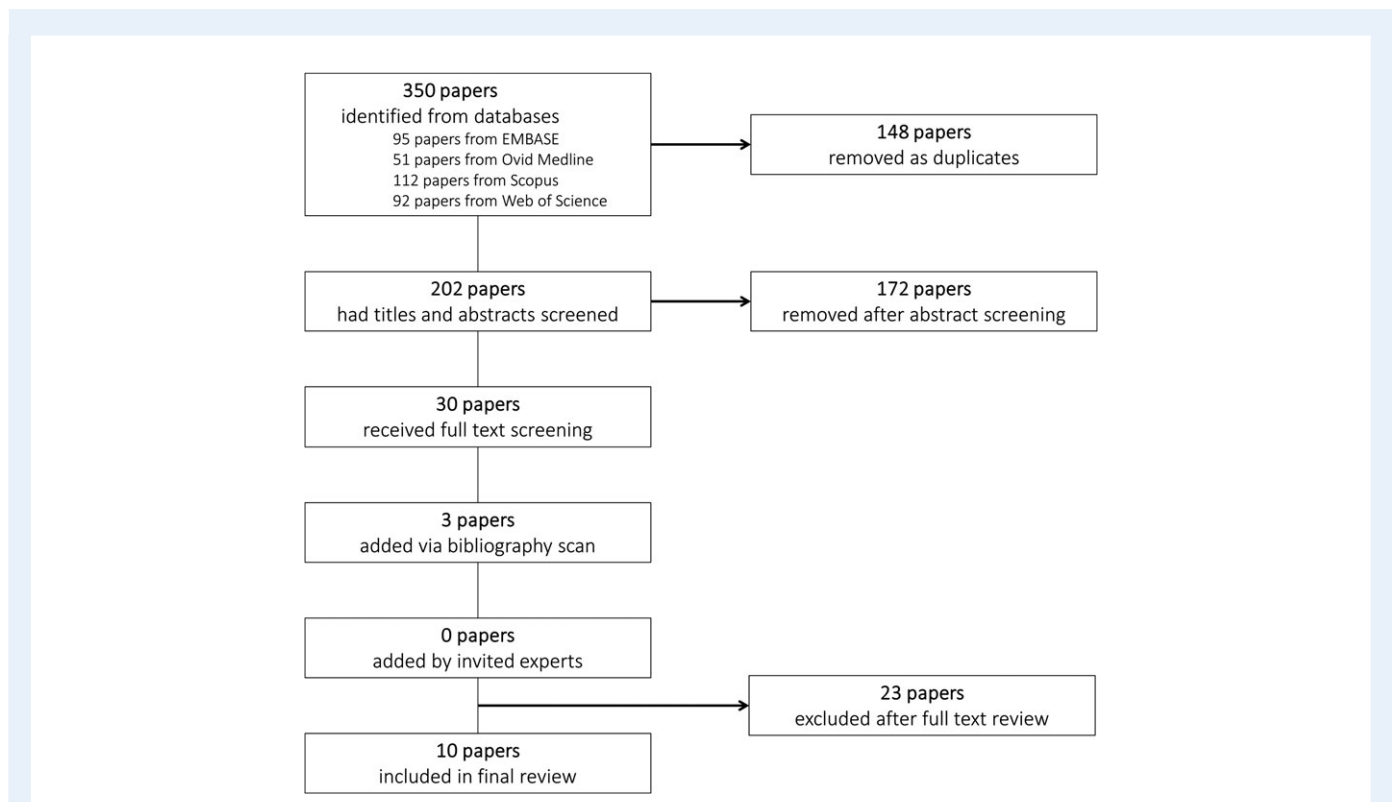 350 papers
identified from databases
95 papers from EMBASE
51 papers from Ovid Medline
112 papers from Scopus
92 papers from Web of Science
148 papers
removed as duplicates
202 papers
had titles and abstracts screened
172 papers
removed after abstract screening
30 papers
received full text screening
3 papers
added via bibliography scan
0 papers
added by invited experts
23 papers
excluded after full text review
10 papers
included in final review